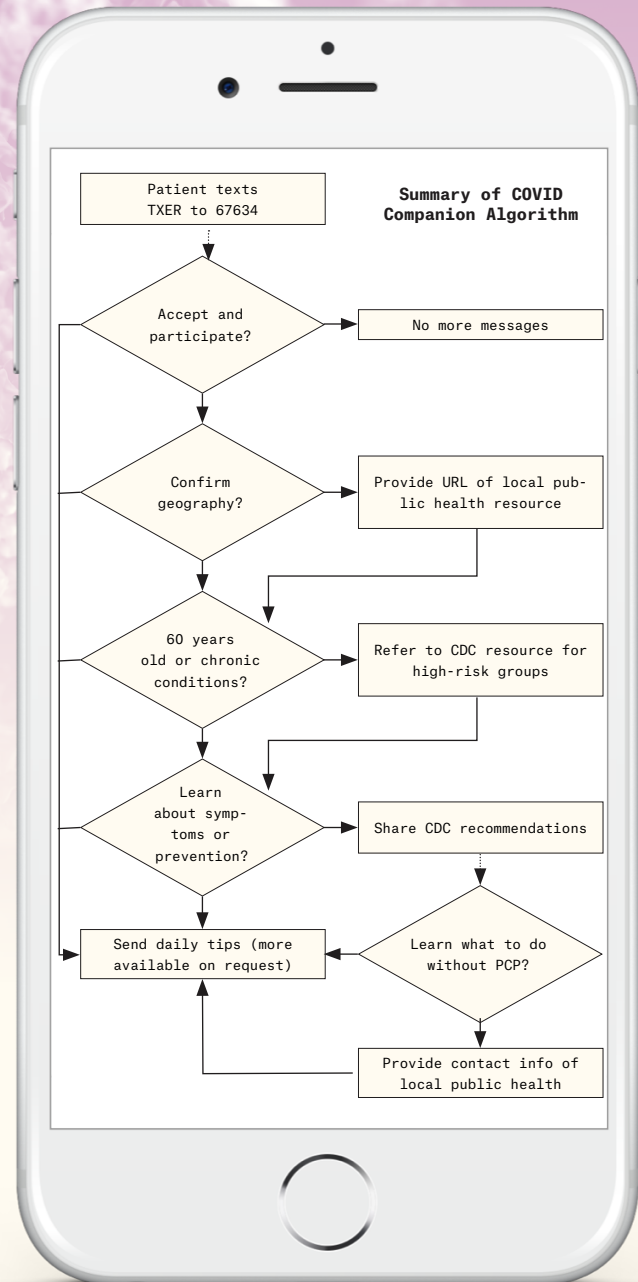 Patient texts
TXER to 67634
Summary of COVID
Companion Algorithm
Accept and
participate?
No more messages
Confirm
geography?
Provide URL of local pub-
lic health resource
60 years
old or chronic
conditions?
Refer to CDC resource for
high-risk groups
Learn
about symp-
toms or
prevention?
Share CDC recommendations
Send daily tips (more
available on request)
Learn what to do
without PCP?
Provide contact info of
local public health